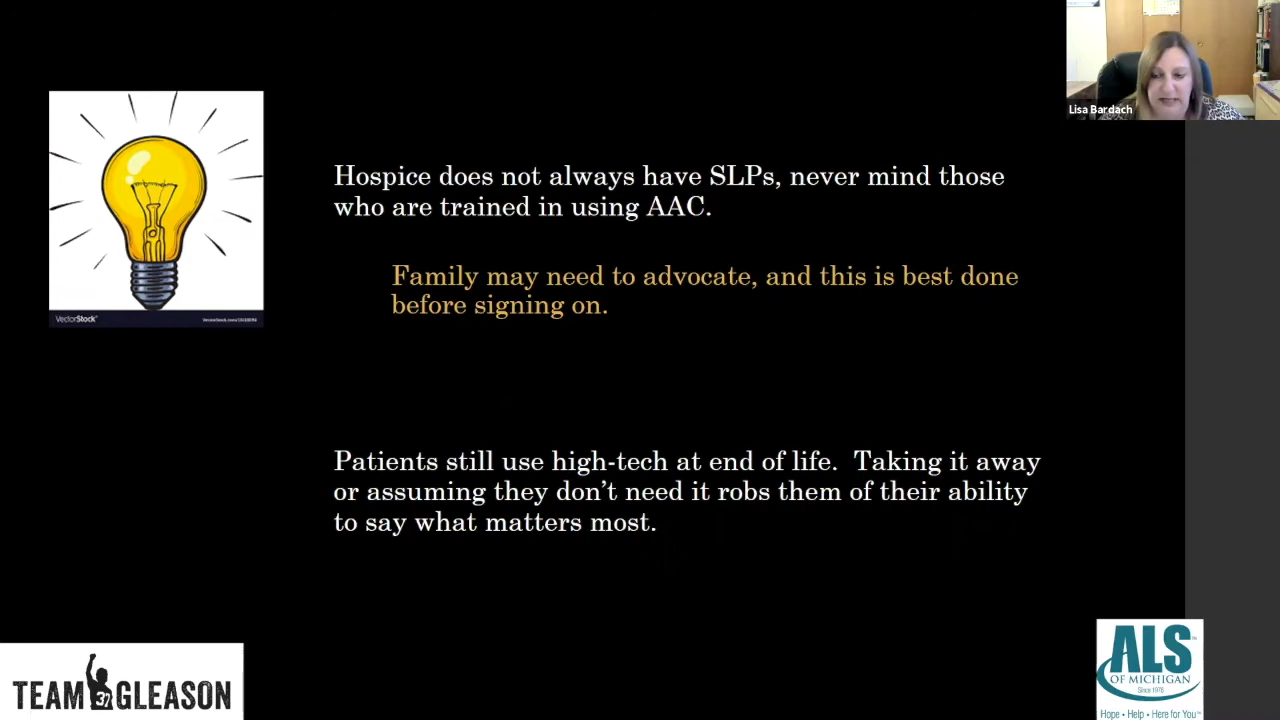 Lisa Bardach
Hospice does not always have SLPs, never mind those
who are trained in using AAC.
Family may need to advocate, and this is best done
before signing on.
VectorStock
Patients still use high-tech at end of life.  Taking it away
or assuming they don’t need it robs them of their ability
to say what matters most.
TEAM 37 GLEASON
ALS
OF MICHIGAN
Since 1976
Hope • Help • Here for You